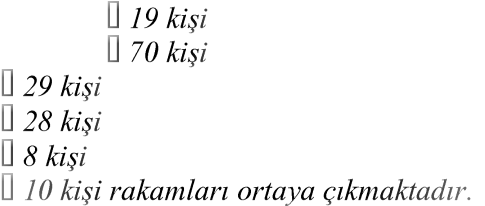 ▯ 19 kişi
▯ 70 kişi
▯ 29 kişi
▯ 28 kişi
▯ 8 kişi
▯ 10 kişi rakamları ortaya çıkmaktadır.